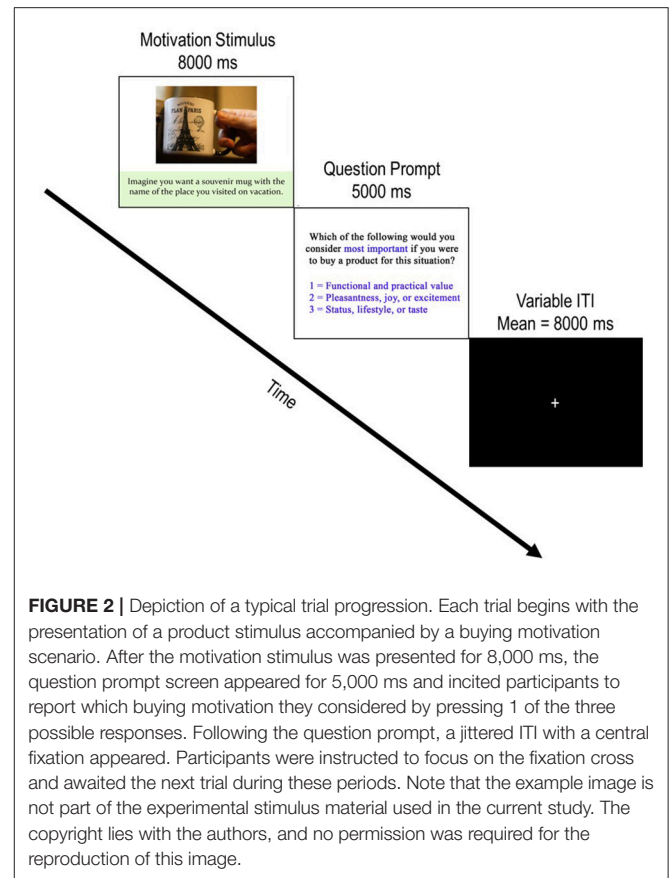 Motivation Stimulus
8000 ms
PLAN PARIS
Imagine you want a souvenir mug with the
name of the place you visited on vacation.
Question Prompt
5000 ms
Which of the following would you
consider most important if you were
to buy a product for this situation?
1 = Functional and practical value
2 = Pleasantness, joy, or excitement
3 = Status, lifestyle, or taste
Variable ITI
Mean = 8000 ms
+
Time
FIGURE 2 | Depiction of a typical trial progression. Each trial begins with the
presentation of a product stimulus accompanied by a buying motivation
scenario. After the motivation stimulus was presented for 8,000 ms, the
question prompt screen appeared for 5,000 ms and incited participants to
report which buying motivation they considered by pressing 1 of the three
possible responses. Following the question prompt, a jittered ITI with a central
fixation appeared. Participants were instructed to focus on the fixation cross
and awaited the next trial during these periods. Note that the example image is
not part of the experimental stimulus material used in the current study. The
copyright lies with the authors, and no permission was required for the
reproduction of this image.